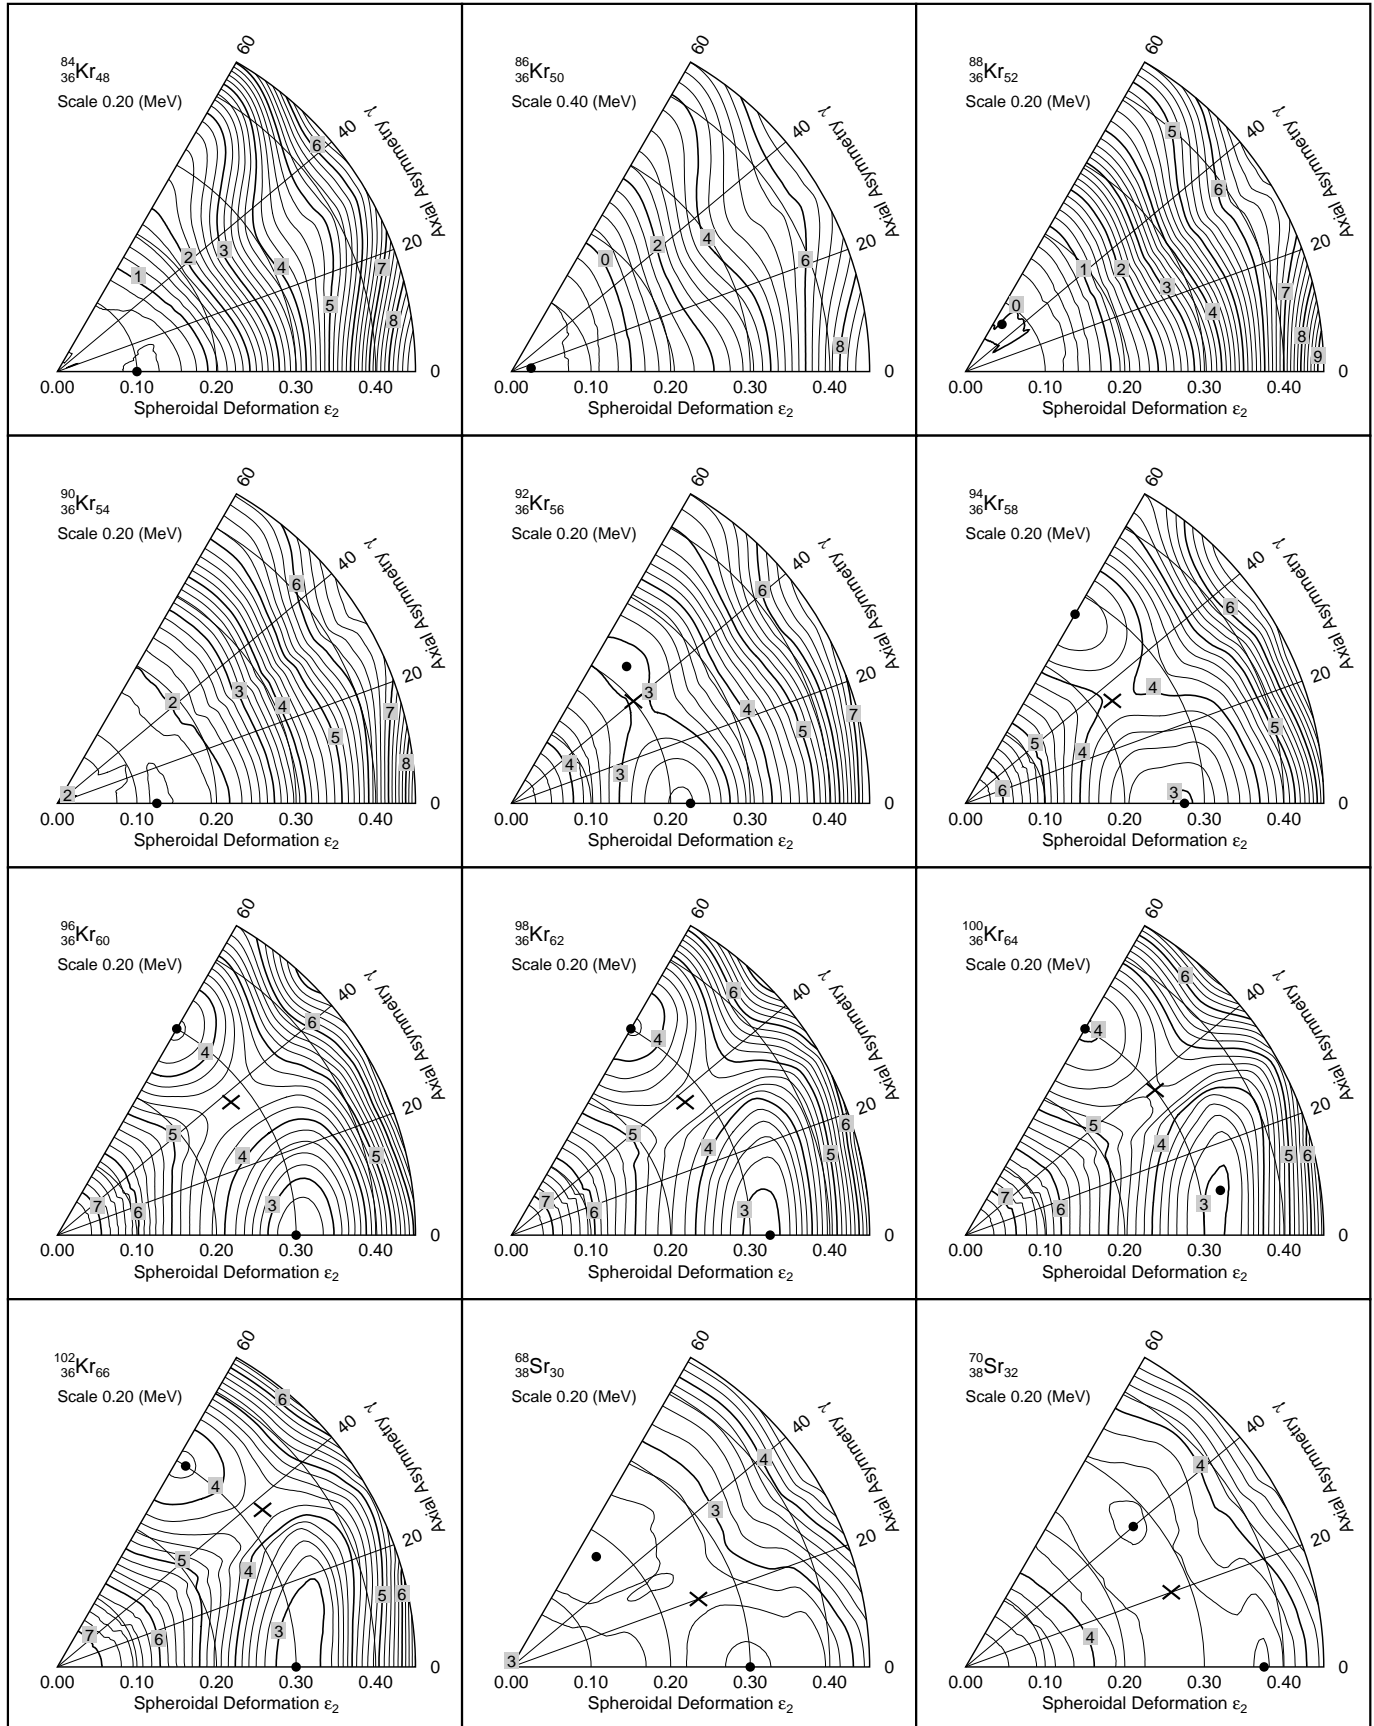 84 36Kr48
Scale 0.20 (MeV)
60
40
20
0
Axial Asymmetry γ
6
1
2
3
4
5
7
8
0.00 0.10 0.20 0.30 0.40
Spheroidal Deformation ε2
86 36Kr50
Scale 0.40 (MeV)
60
40
20
0
Axial Asymmetry γ
0
2
4
6
8
0.00 0.10 0.20 0.30 0.40
Spheroidal Deformation ε2
88 36Kr52
Scale 0.20 (MeV)
60
40
20
0
Axial Asymmetry γ
5
6
0
1
2
3
4
7
8
9
0.00 0.10 0.20 0.30 0.40
Spheroidal Deformation ε2
90 36Kr54
Scale 0.20 (MeV)
60
40
20
0
Axial Asymmetry γ
6
2
3
4
5
7
8
2
0.00 0.10 0.20 0.30 0.40
Spheroidal Deformation ε2
92 36Kr56
Scale 0.20 (MeV)
60
40
20
0
Axial Asymmetry γ
6
3
4
5
7
4
3
0.00 0.10 0.20 0.30 0.40
Spheroidal Deformation ε2
94 36Kr58
Scale 0.20 (MeV)
60
40
20
0
Axial Asymmetry γ
6
4
5
5
4
6
3
0.00 0.10 0.20 0.30 0.40
Spheroidal Deformation ε2
96 36Kr60
Scale 0.20 (MeV)
60
40
20
0
Axial Asymmetry γ
6
4
5
4
5
7
6
3
0.00 0.10 0.20 0.30 0.40
Spheroidal Deformation ε2
98 36Kr62
Scale 0.20 (MeV)
60
40
20
0
Axial Asymmetry γ
6
4
5
4
6
5
7
6
3
0.00 0.10 0.20 0.30 0.40
Spheroidal Deformation ε2
100 36Kr64
Scale 0.20 (MeV)
60
40
20
0
Axial Asymmetry γ
6
4
5
4
5 6
7
6
3
0.00 0.10 0.20 0.30 0.40
Spheroidal Deformation ε2
102 36Kr66
Scale 0.20 (MeV)
60
40
20
0
Axial Asymmetry γ
6
4
5
4
5 6
7
6
3
0.00 0.10 0.20 0.30 0.40
Spheroidal Deformation ε2
68 38Sr30
Scale 0.20 (MeV)
60
40
20
0
Axial Asymmetry γ
4
3
3
0.00 0.10 0.20 0.30 0.40
Spheroidal Deformation ε2
70 38Sr32
Scale 0.20 (MeV)
60
40
20
0
Axial Asymmetry γ
4
4
0.00 0.10 0.20 0.30 0.40
Spheroidal Deformation ε2